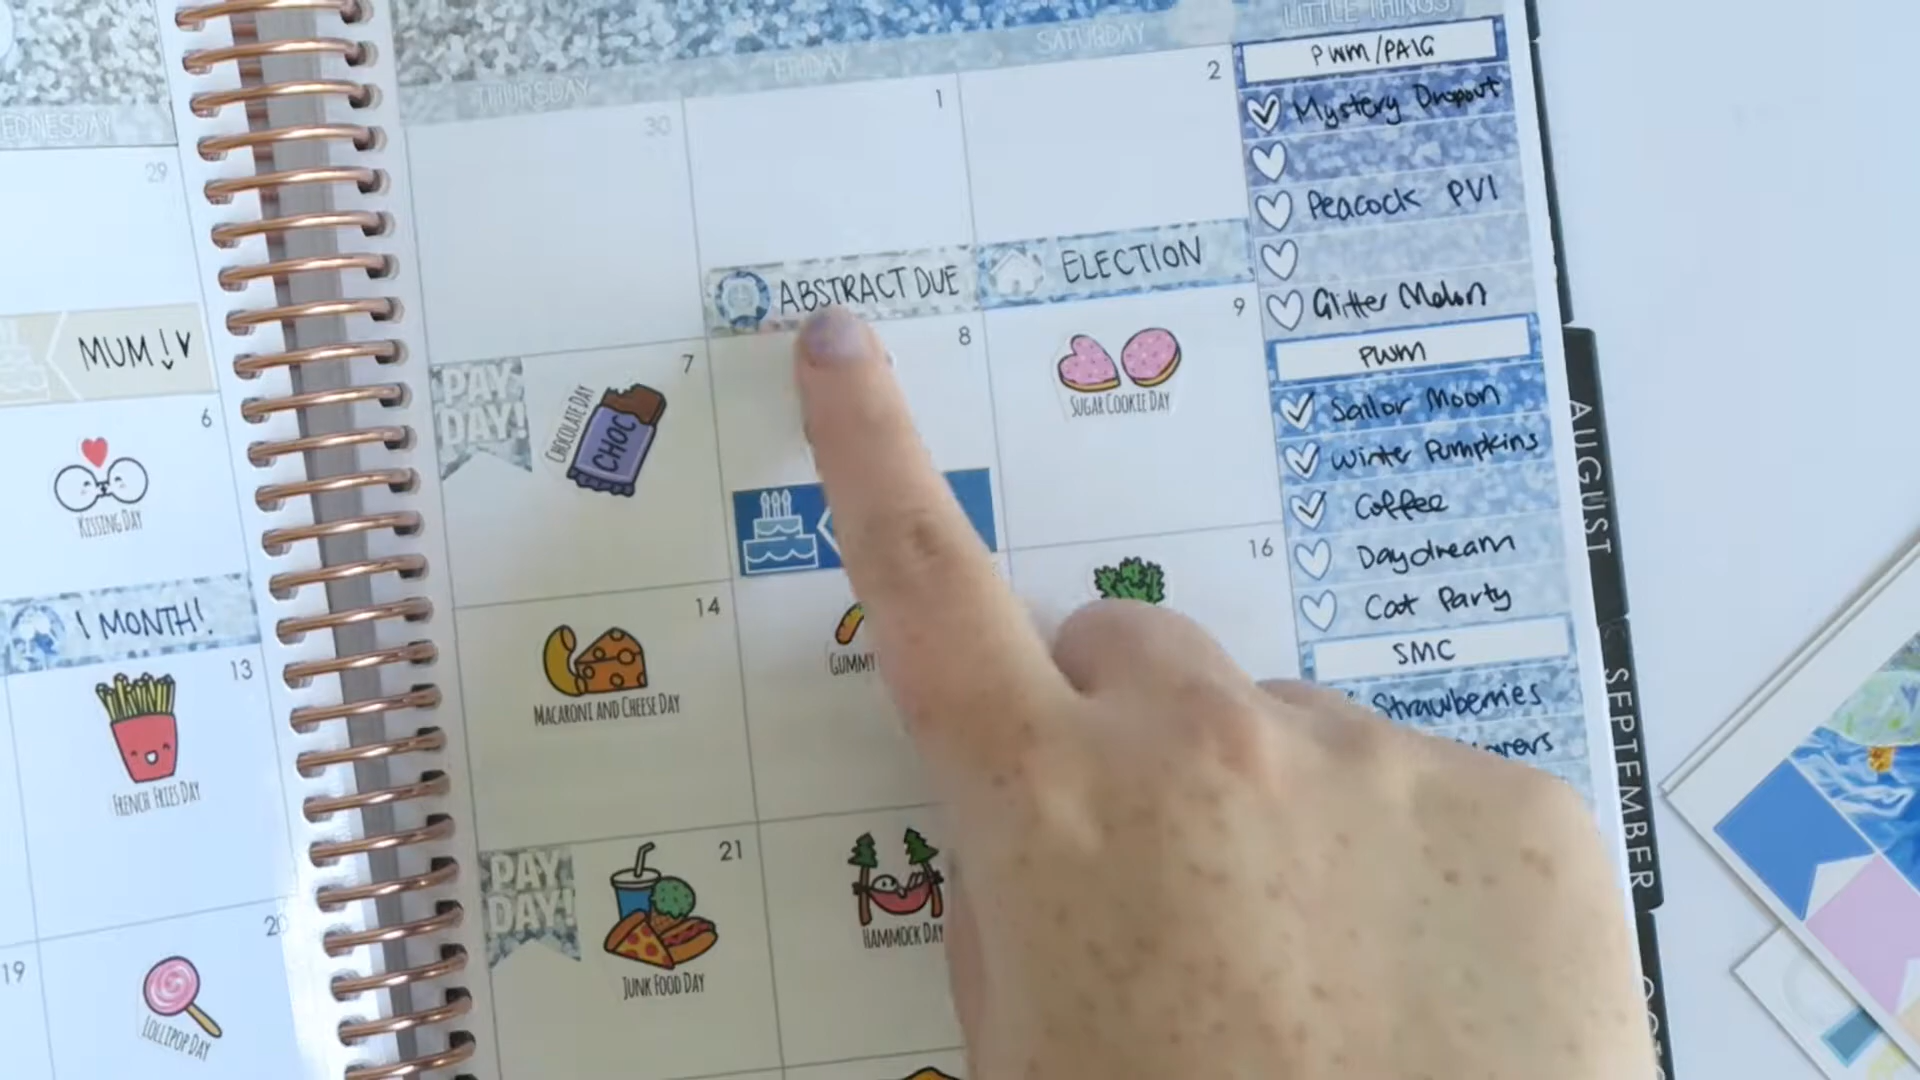 THURSDAY
FRIDAY
SATURDAY
LITTLE THINGS
EDNESDAY
29
30
1
2
MUM!
ABSTRACT DUE
ELECTION
6
KISSING DAY
1 MONTH!
7
PAY
DAY!
CHOCOLATE DAY
CHOC
8
9
SUGAR COOKIE DAY
13
FRENCH FRIES DAY
14
MACARONI AND CHEESE DAY
GUMMY
16
19
20
LOLLIPOP DAY
21
PAY
DAY!
JUNK FOOD DAY
HAMMOCK DAY
PWM/PAIG
Mystery Dropout
Peacock PVI
Glitter Melon
PWM
Sailor Moon
Winter Pumpkins
Coffee
Daydream
Cat Party
SMC
Strawberries
AUGUST
SEPTEMBER